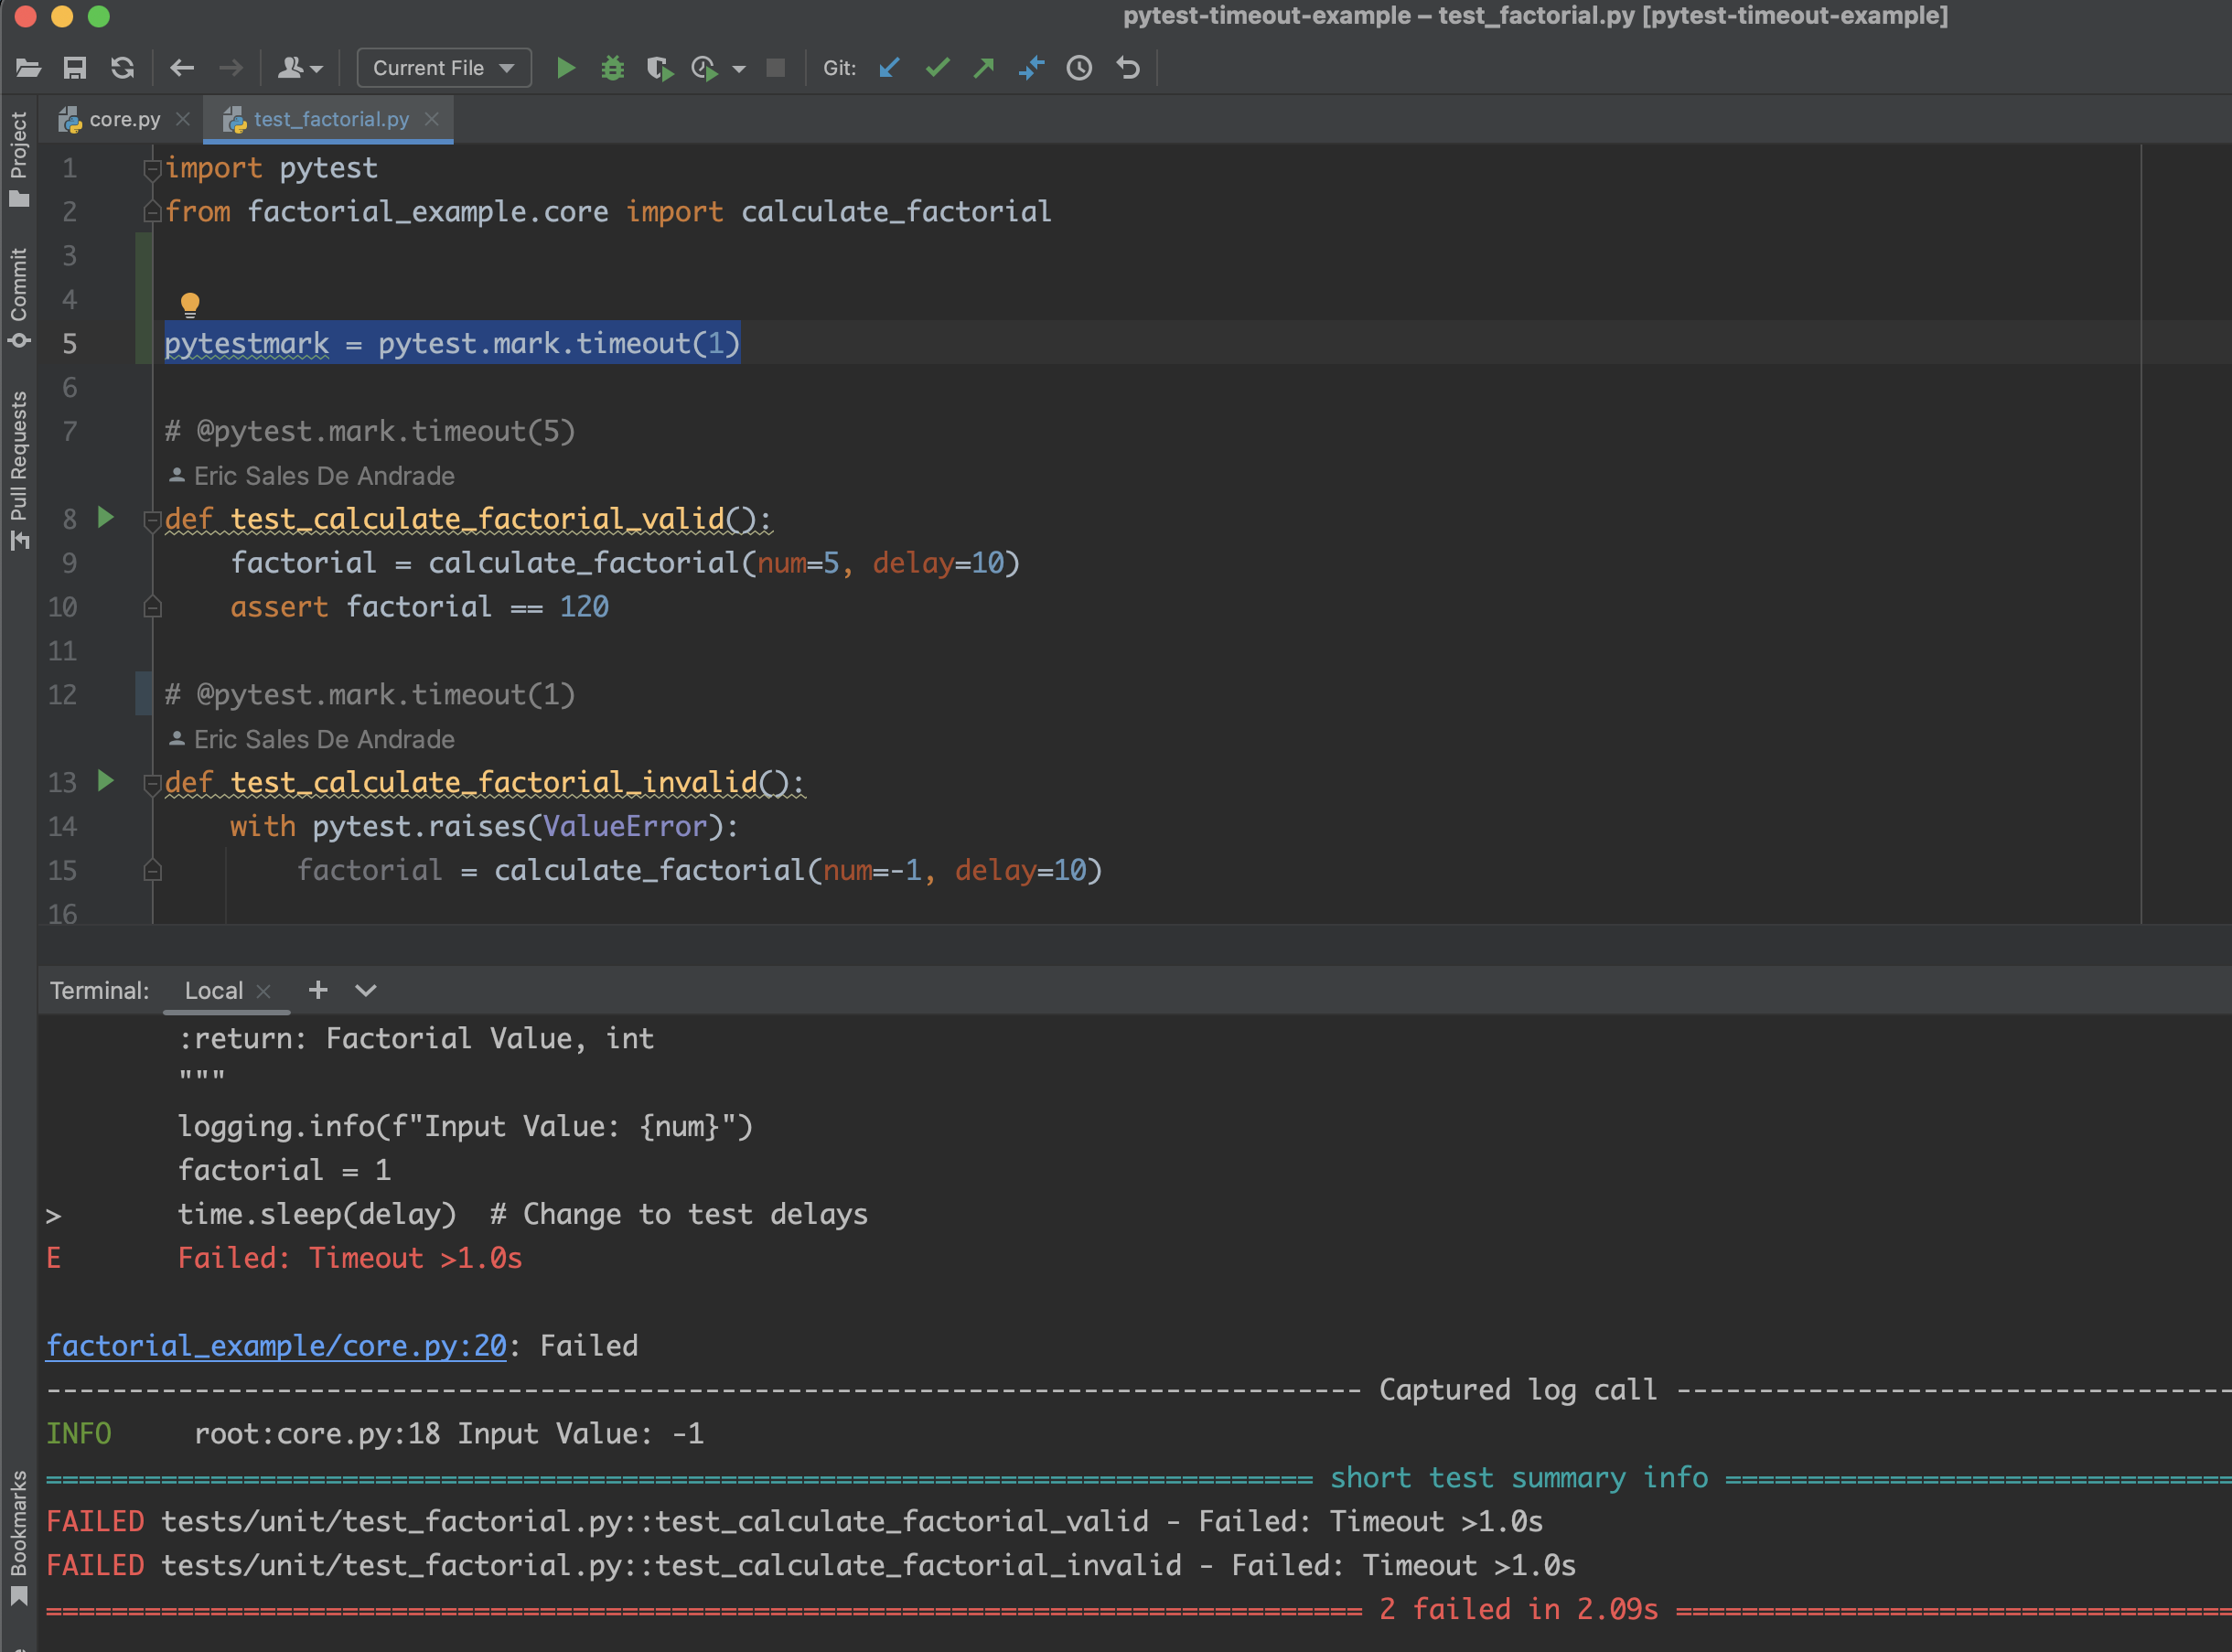 pytest-timeout-example – test_factorial.py [pytest-timeout-example]
Current File
Git:
core.py
test_factorial.py
Project
Commit
Pull Requests
Bookmarks
1 import pytest
2 from factorial_example.core import calculate_factorial
3
4
5 pytestmark = pytest.mark.timeout(1)
6
7 # @pytest.mark.timeout(5)
Eric Sales De Andrade
8 def test_calculate_factorial_valid():
9     factorial = calculate_factorial(num=5, delay=10)
10     assert factorial == 120
11
12 # @pytest.mark.timeout(1)
Eric Sales De Andrade
13 def test_calculate_factorial_invalid():
14     with pytest.raises(ValueError):
15         factorial = calculate_factorial(num=-1, delay=10)
16
Terminal: Local
:return: Factorial Value, int
"""
logging.info(f"Input Value: {num}")
factorial = 1
>       time.sleep(delay)  # Change to test delays
E       Failed: Timeout >1.0s
factorial_example/core.py:20: Failed
-------------------------------------------------------------------------------- Captured log call ----------------------------------
INFO     root:core.py:18 Input Value: -1
============================================================================= short test summary info ===============================
FAILED tests/unit/test_factorial.py::test_calculate_factorial_valid - Failed: Timeout >1.0s
FAILED tests/unit/test_factorial.py::test_calculate_factorial_invalid - Failed: Timeout >1.0s
================================================================================ 2 failed in 2.09s ==================================